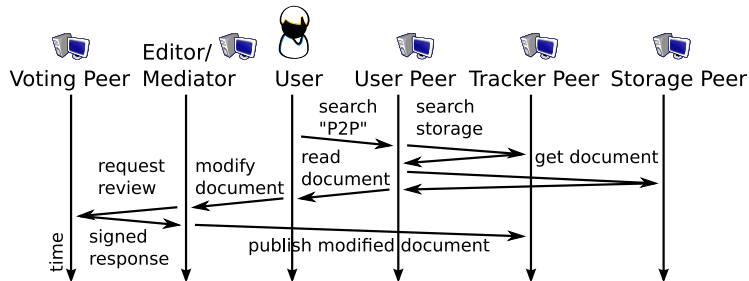 Editor/
Voting Peer Mediator User User Peer Tracker Peer Storage Peer
search
"P2P"
search
storage
request
review
modify
document
read
document
get document
signed
response
publish modified document
time